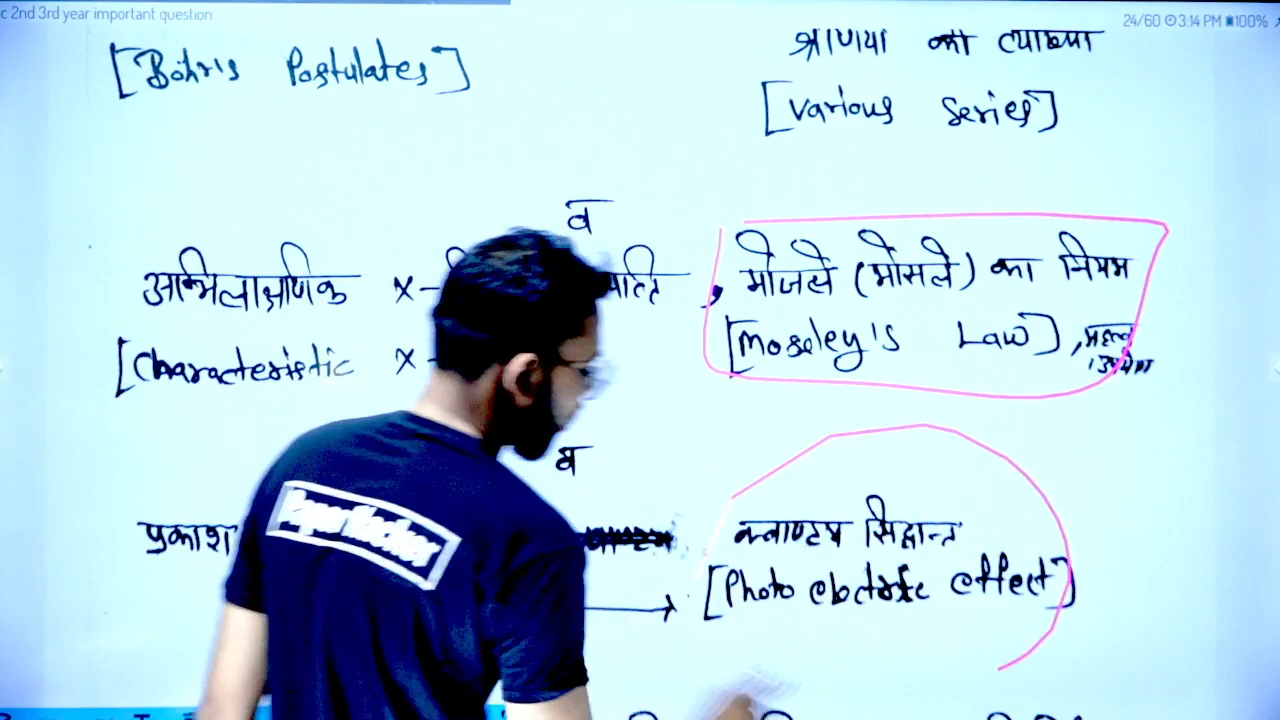 c 2nd 3rd year important question
24/60 3:14 PM 100%
[Bohr's Postulates]
श्रेणियों की व्याख्या
[Various Series]
व
अभिलाक्षणिक X-
, मोजले (मोसले) का नियम
[Characteristic X-
[Moseley's Law] , महत्व
व
प्रकाश
क्वाण्टम सिद्धान्त
[Photo electric effect]